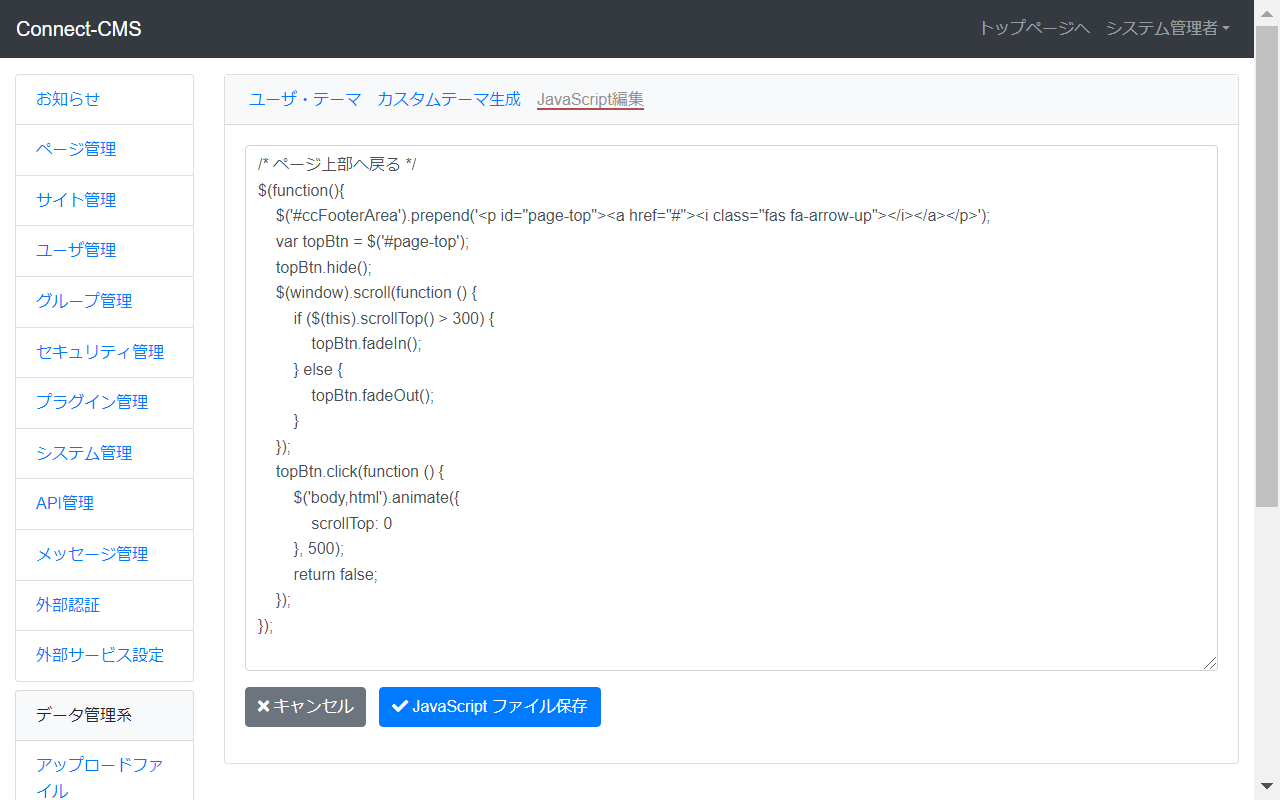 Connect-CMS
トップページへ システム管理者
お知らせ
ページ管理
サイト管理
ユーザ管理
グループ管理
セキュリティ管理
プラグイン管理
システム管理
API管理
メッセージ管理
外部認証
外部サービス設定
データ管理系
アップロードファ
イル
ユーザ・テーマ カスタムテーマ生成 JavaScript編集
/* ページ上部へ戻る */
$(function(){
    $('#ccFooterArea').prepend('<p id="page-top"><a href="#"><i class="fas fa-arrow-up"></i></a></p>');
    var topBtn = $('#page-top');
    topBtn.hide();
    $(window).scroll(function () {
        if ($(this).scrollTop() > 300) {
            topBtn.fadeIn();
        } else {
            topBtn.fadeOut();
        }
    });
    topBtn.click(function () {
        $('body,html').animate({
            scrollTop: 0
        }, 500);
        return false;
    });
});
キャンセル JavaScript ファイル保存